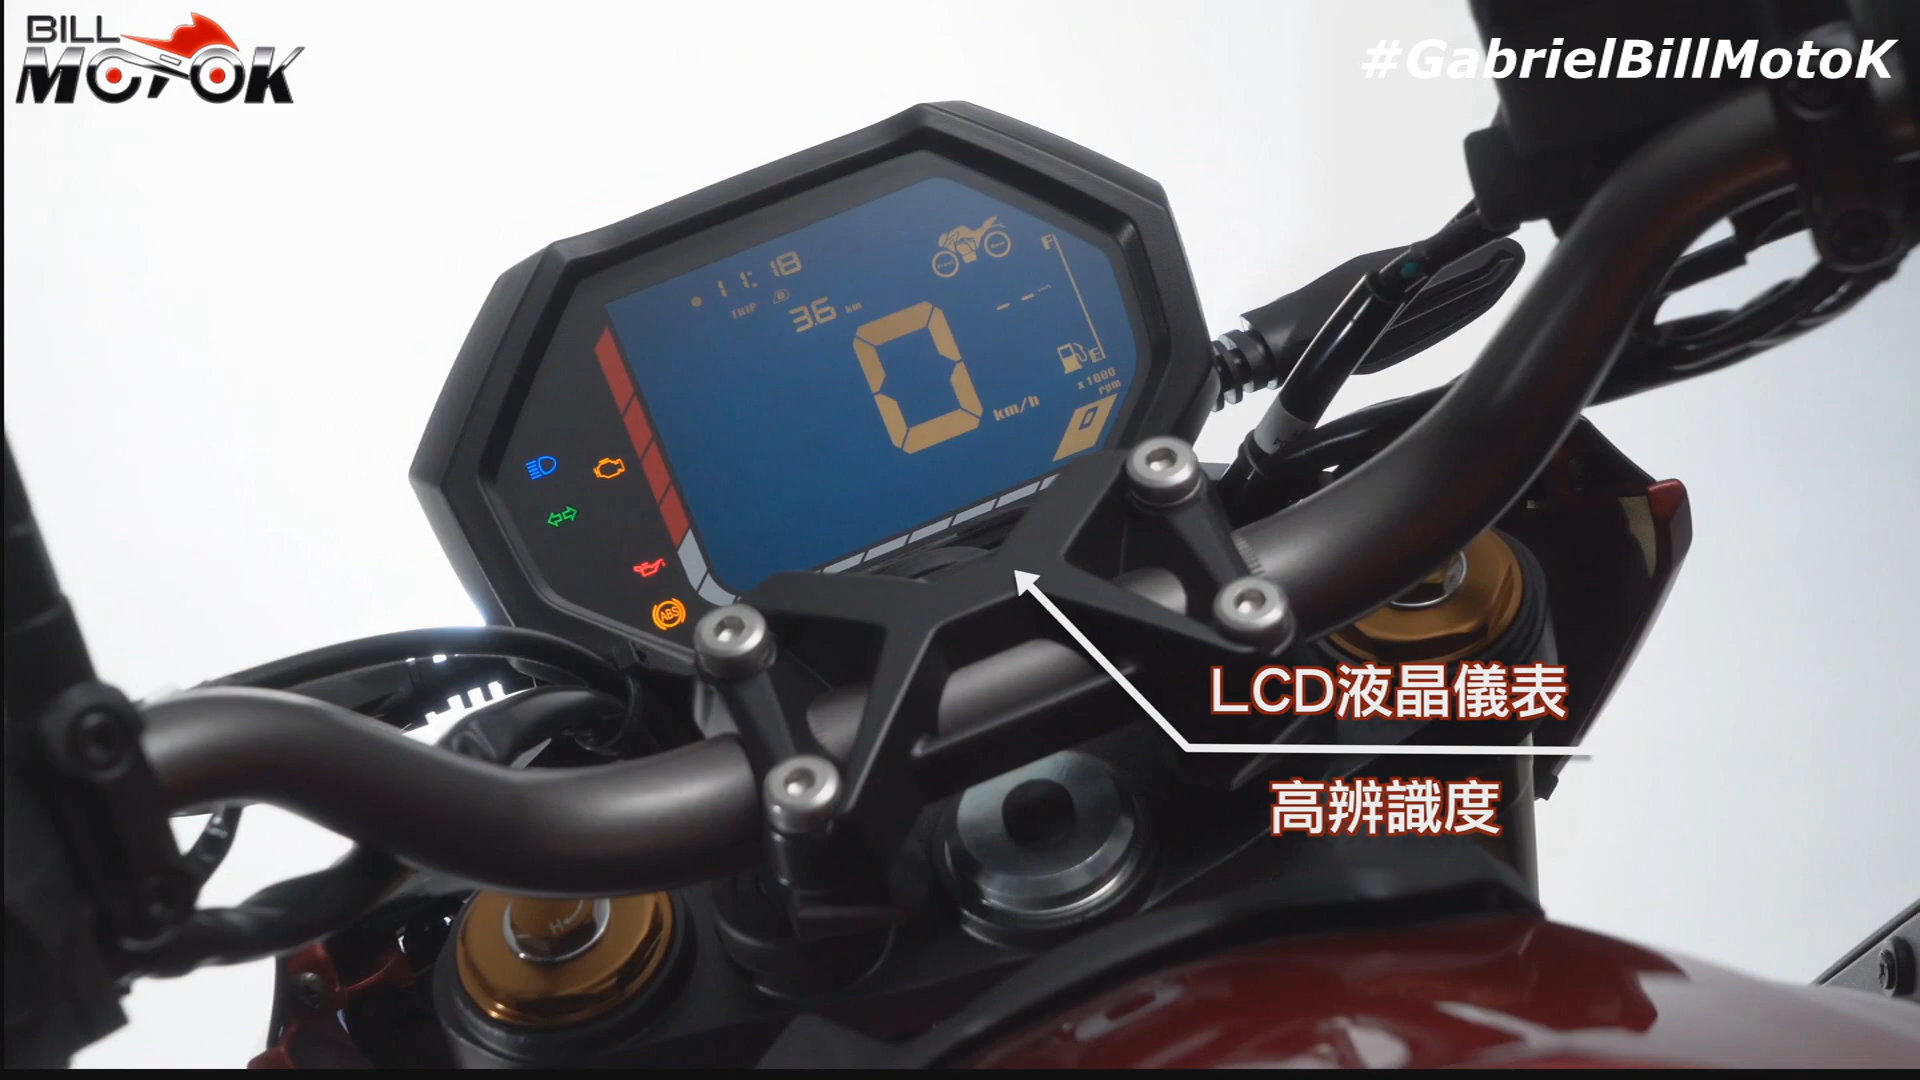 BILL
MOTOK
#GabrielBillMotoK
11:18
TRIP B
3.6 km
F
0
km/h
E
x1000
rpm
0
ABS
LCD液晶儀表
高辨識度
H